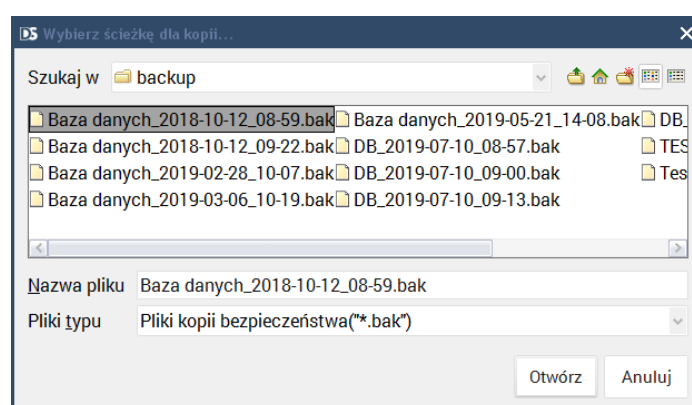 DS Wybierz ścieżkę dla kopii...
Szukaj w backup
Baza danych_2018-10-12_08-59.bak Baza danych_2019-05-21_14-08.bak DB_
Baza danych_2018-10-12_09-22.bak DB_2019-07-10_08-57.bak TES
Baza danych_2019-02-28_10-07.bak DB_2019-07-10_09-00.bak Tes
Baza danych_2019-03-06_10-19.bak DB_2019-07-10_09-13.bak
Nazwa pliku Baza danych_2018-10-12_08-59.bak
Pliki typu Pliki kopii bezpieczeństwa("*.bak")
Otwórz Anuluj